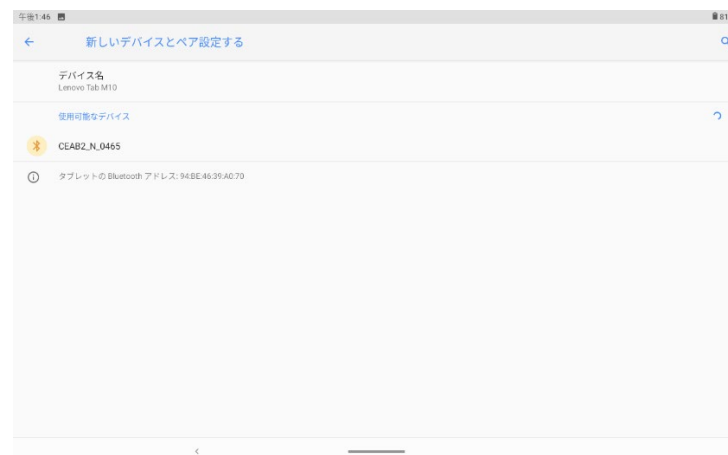 午後1:46
81
新しいデバイスとペア設定する
デバイス名
Lenovo Tab M10
使用可能なデバイス
CEAB2_N_0465
タブレットの Bluetooth アドレス: 94:BE:46:39:A0:70